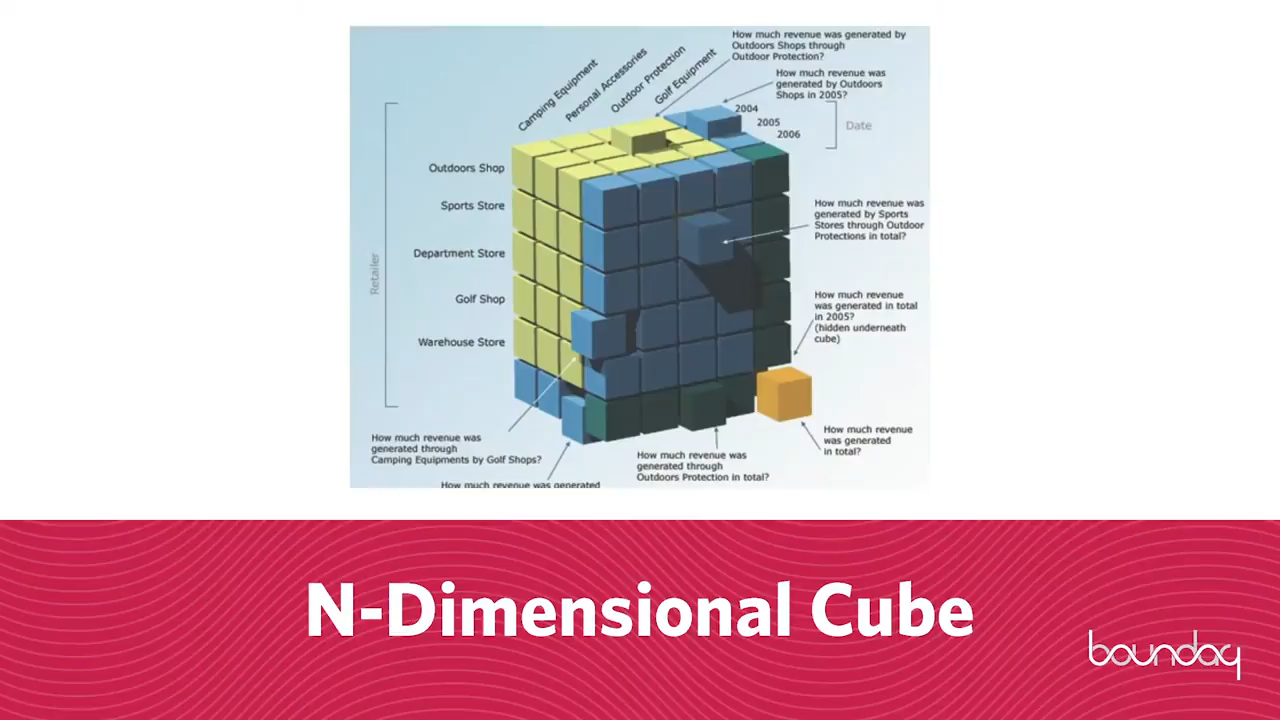 How much revenue was generated by
Outdoors Shops through
Outdoor Protection?
How much revenue was
generated by Outdoors
Shops in 2005?
Camping Equipment
Personal Accessories
Outdoor Protection
Golf Equipment
2004
2005
2006
Date
Retailer
Outdoors Shop
Sports Store
Department Store
Golf Shop
Warehouse Store
How much revenue was
generated by Sports
Stores through Outdoor
Protections in total?
How much revenue
was generated in total
in 2005?
(hidden underneath
cube)
How much revenue
was generated
in total?
How much revenue was
generated through
Camping Equipments by Golf Shops?
How much revenue was
generated through
Outdoors Protection in total?
How much revenue was generated
N-Dimensional Cube
bounday